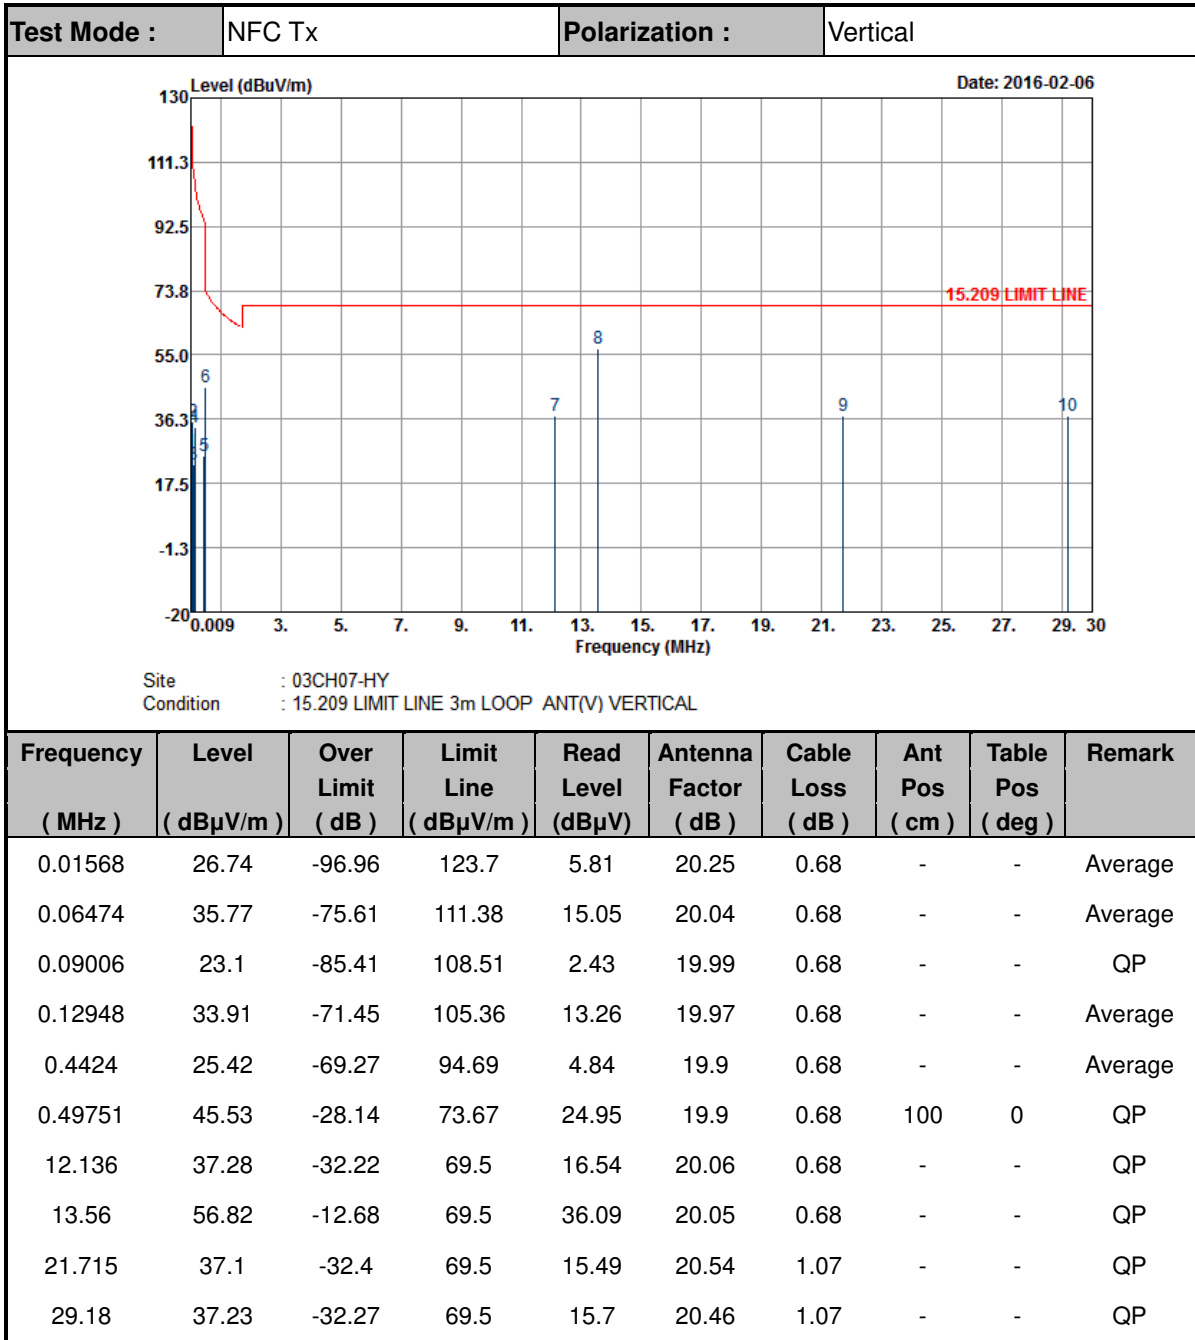 Test Mode : NFC Tx Polarization : Vertical
Level (dBuV/m) Date: 2016-02-06
130
111.3
92.5
73.8
15.209 LIMIT LINE
55.0
8
6
36.3
7
9
10
2
4
5
3
17.5
-1.3
-20
0.009 3. 5. 7. 9. 11. 13. 15. 17. 19. 21. 23. 25. 27. 29. 30
Frequency (MHz)
Site : 03CH07-HY
Condition : 15.209 LIMIT LINE 3m LOOP ANT(V) VERTICAL
Frequency Level Over Limit Read Antenna Cable Ant Table Remark
Limit Line Level Factor Loss Pos Pos
( MHz ) ( dBµV/m ) ( dB ) ( dBµV/m ) (dBµV) ( dB ) ( dB ) ( cm ) ( deg )
0.01568 26.74 -96.96 123.7 5.81 20.25 0.68 - - Average
0.06474 35.77 -75.61 111.38 15.05 20.04 0.68 - - Average
0.09006 23.1 -85.41 108.51 2.43 19.99 0.68 - - QP
0.12948 33.91 -71.45 105.36 13.26 19.97 0.68 - - Average
0.4424 25.42 -69.27 94.69 4.84 19.9 0.68 - - Average
0.49751 45.53 -28.14 73.67 24.95 19.9 0.68 100 0 QP
12.136 37.28 -32.22 69.5 16.54 20.06 0.68 - - QP
13.56 56.82 -12.68 69.5 36.09 20.05 0.68 - - QP
21.715 37.1 -32.4 69.5 15.49 20.54 1.07 - - QP
29.18 37.23 -32.27 69.5 15.7 20.46 1.07 - - QP